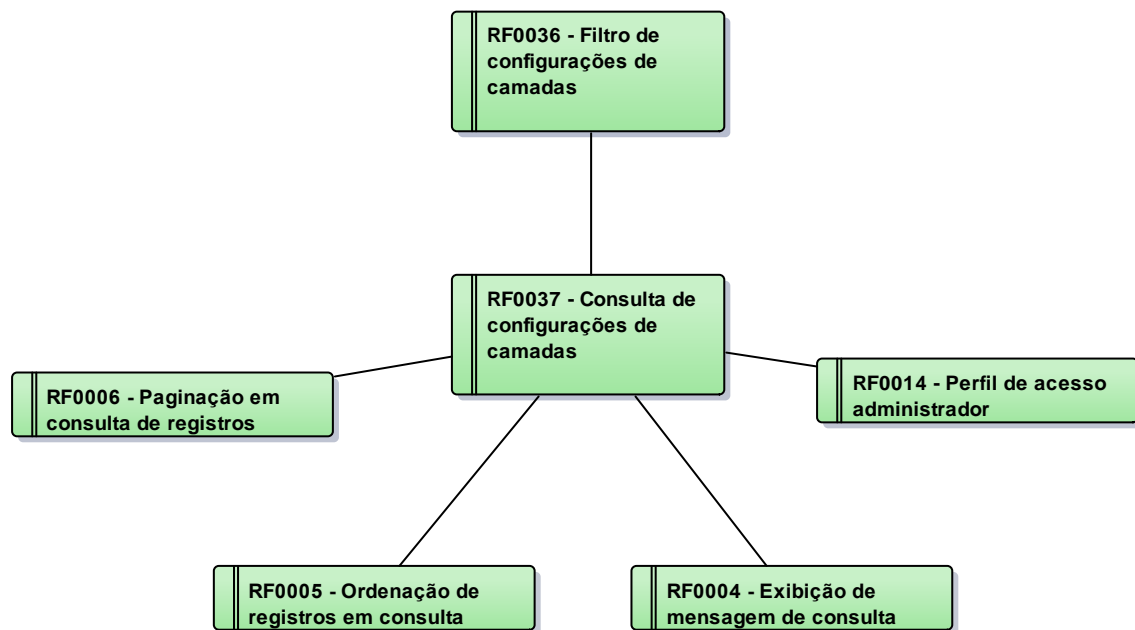 RF0036 - Filtro de
configurações de
camadas
RF0037 - Consulta de
configurações de
camadas
RF0006 - Paginação em
consulta de registros
RF0014 - Perfil de acesso
administrador
RF0005 - Ordenação de
registros em consulta
RF0004 - Exibição de
mensagem de consulta